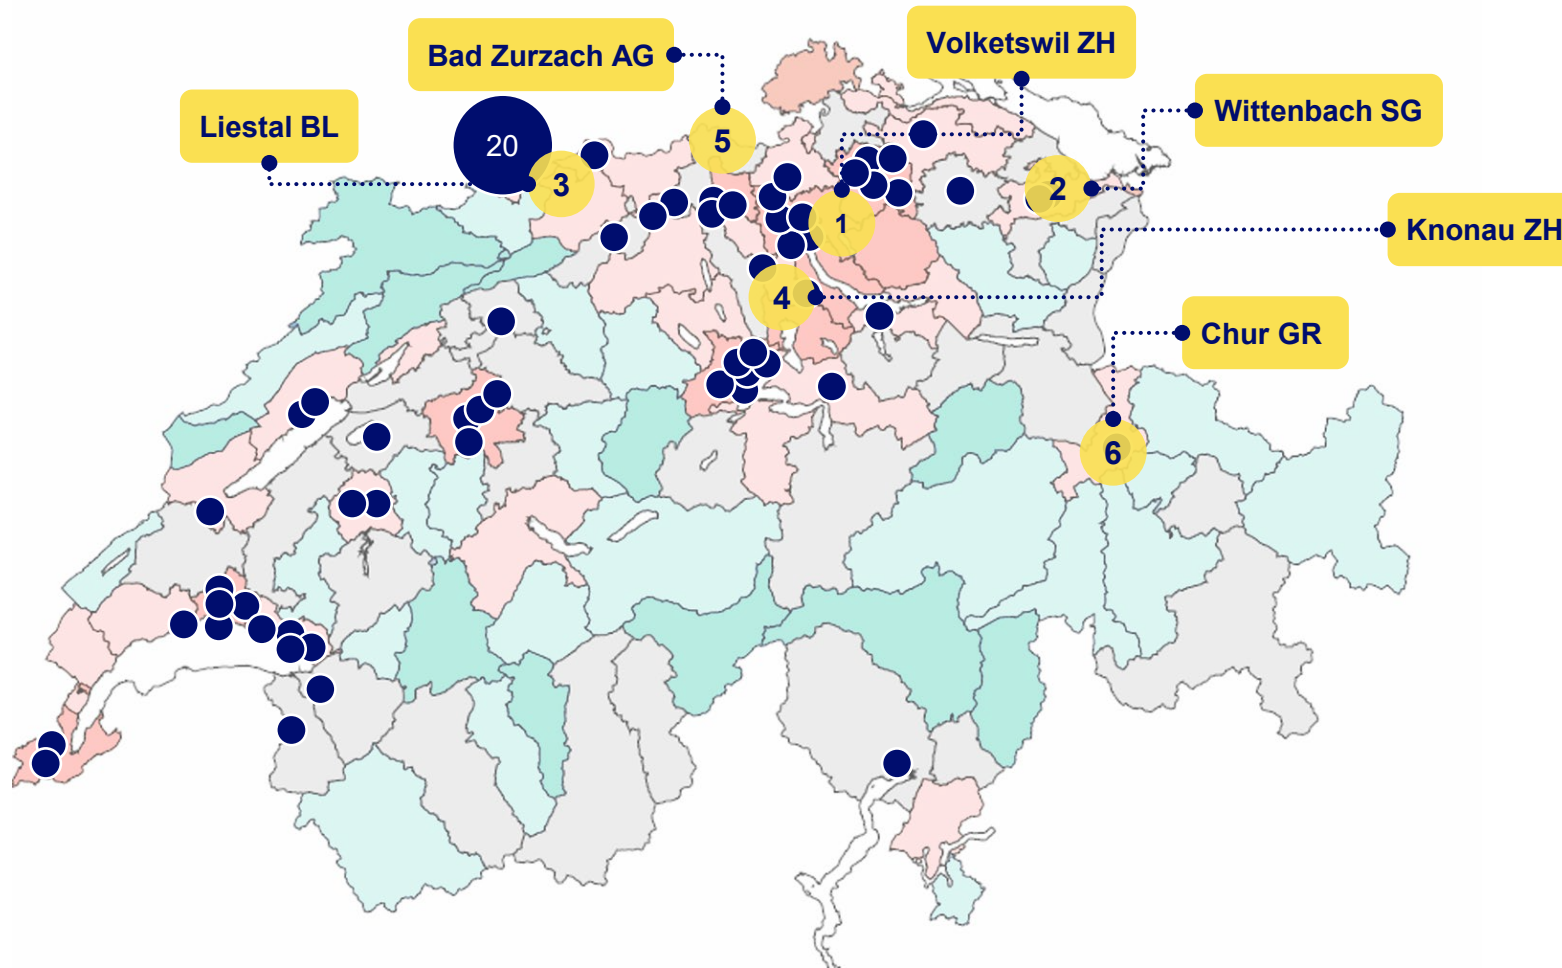 Volketswil ZH
Bad Zurzach AG
Wittenbach SG
Liestal BL
20
5
3
2
1
Knonau ZH
4
Chur GR
6